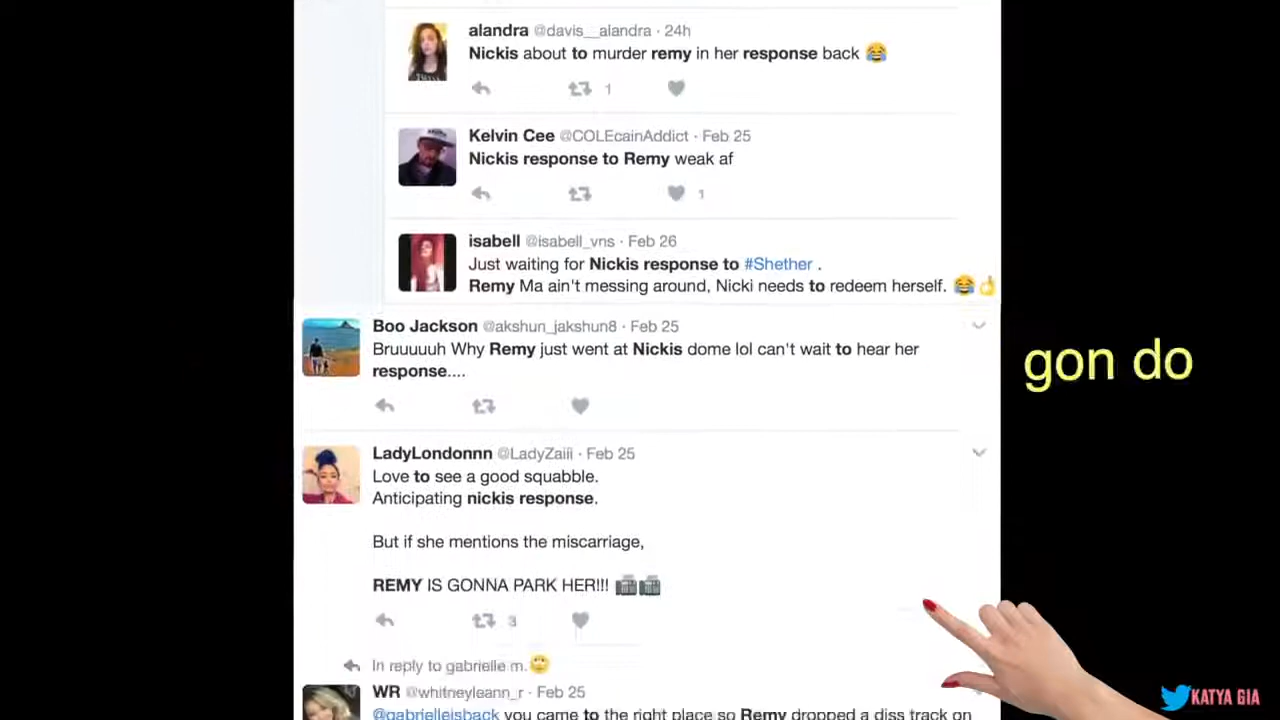 alandra @davis__alandra · 24h
Nickis about to murder remy in her response back 😂
1
Kelvin Cee @COLEcainAddict · Feb 25
Nickis response to Remy weak af
1
isabell @isabell_vns · Feb 26
Just waiting for Nickis response to #Shether .
Remy Ma ain't messing around, Nicki needs to redeem herself. 😂👌
Boo Jackson @akshun_jakshun8 · Feb 25
Bruuuuuh Why Remy just went at Nickis dome lol can't wait to hear her
response....
gon do
LadyLondonnn @LadyZaiii · Feb 25
Love to see a good squabble.
Anticipating nickis response.
But if she mentions the miscarriage,
REMY IS GONNA PARK HER!!! 📠📠
3
In reply to gabrielle m.🙄
WR @whitneyleann_r · Feb 25
@gabrielleisback you came to the right place so Remy dropped a diss track on
KATYA GIA